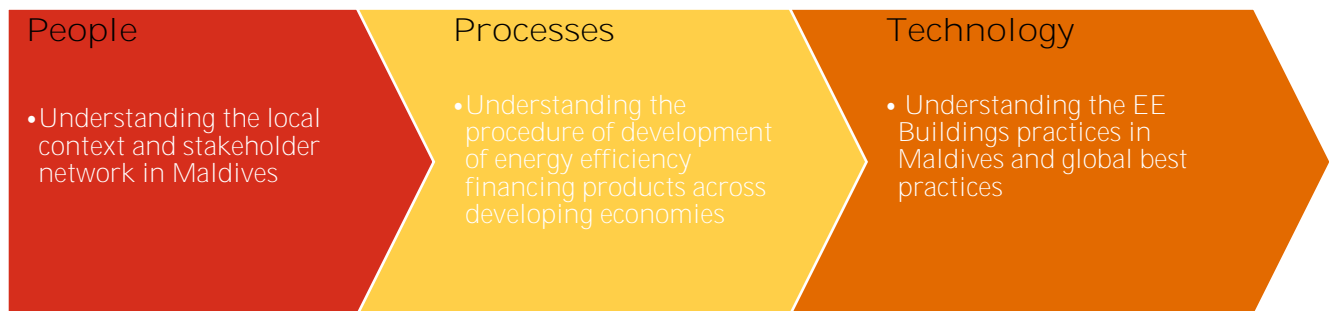 People
•Understanding the local
context and stakeholder
network in Maldives
Processes
•Understanding the
procedure of development
of energy efficiency
financing products across
developing economies
Technology
• Understanding the EE
Buildings practices in
Maldives and global best
practices